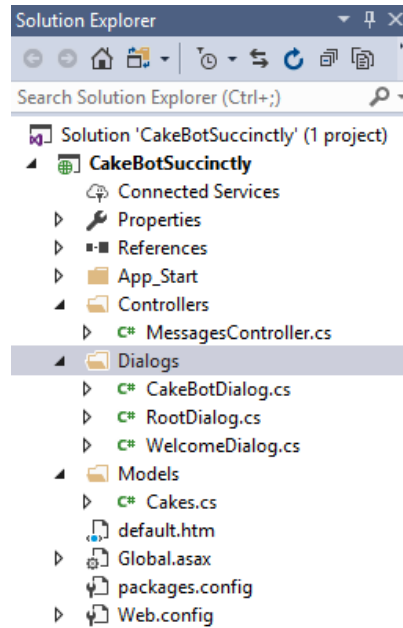 Solution Explorer
Search Solution Explorer (Ctrl+;)
Solution 'CakeBotSuccinctly' (1 project)
CakeBotSuccinctly
Connected Services
Properties
References
App_Start
Controllers
C# MessagesController.cs
Dialogs
C# CakeBotDialog.cs
C# RootDialog.cs
C# WelcomeDialog.cs
Models
C# Cakes.cs
default.htm
Global.asax
packages.config
Web.config